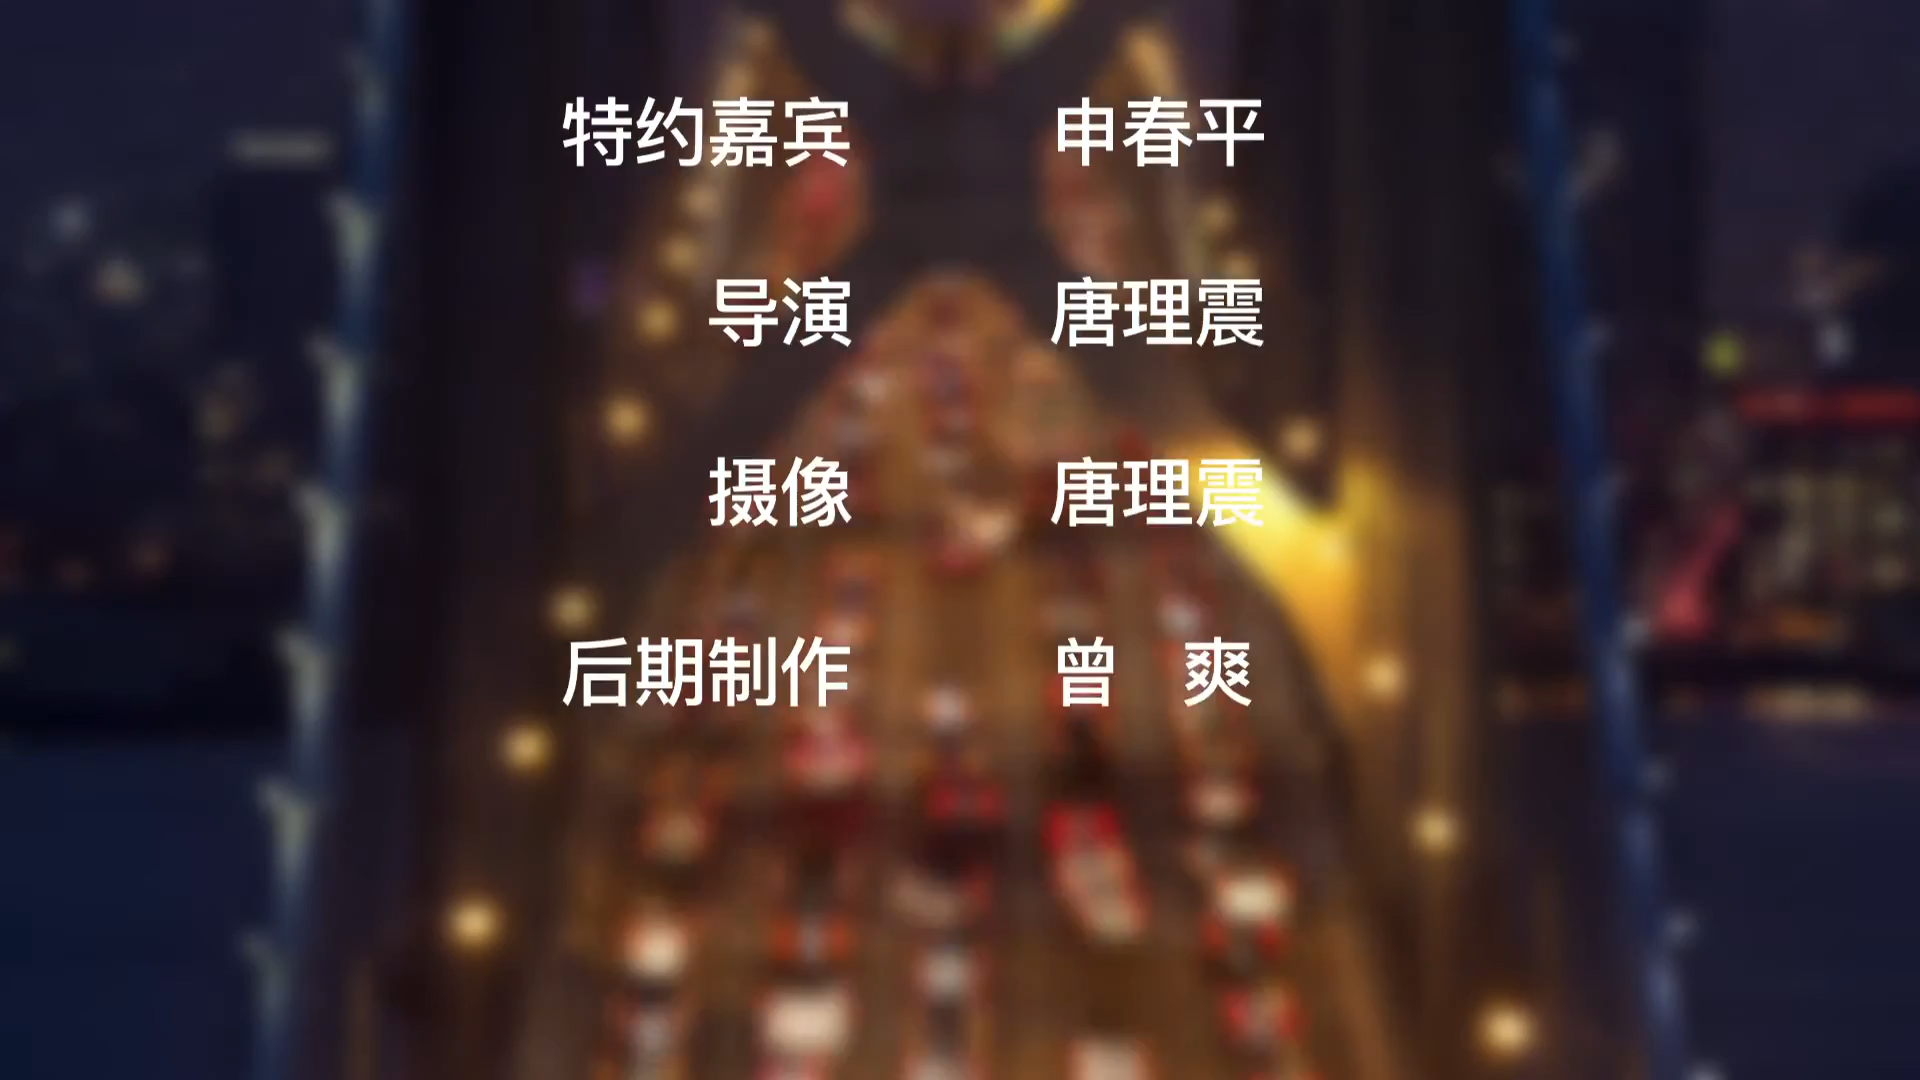 特约嘉宾 申春平
导演 唐理震
摄像 唐理震
后期制作 曾 爽